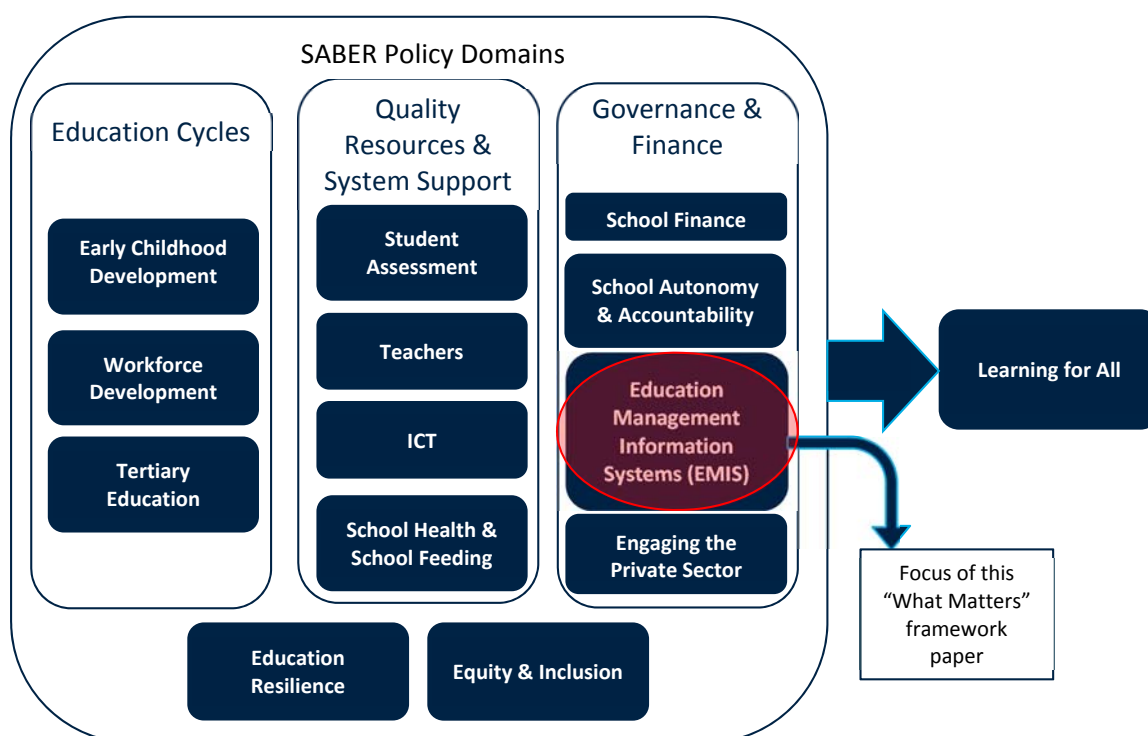 SABER Policy Domains
Education Cycles
Early Childhood
Development
Workforce
Development
Tertiary
Education
Quality
Resources &
System Support
Student
Assessment
Teachers
ICT
School Health &
School Feeding
Governance &
Finance
School Finance
School Autonomy
& Accountability
Education
Management
Information
Systems (EMIS)
Engaging the
Private Sector
Education
Resilience
Equity & Inclusion
Learning for All
Focus of this
“What Matters”
framework
paper